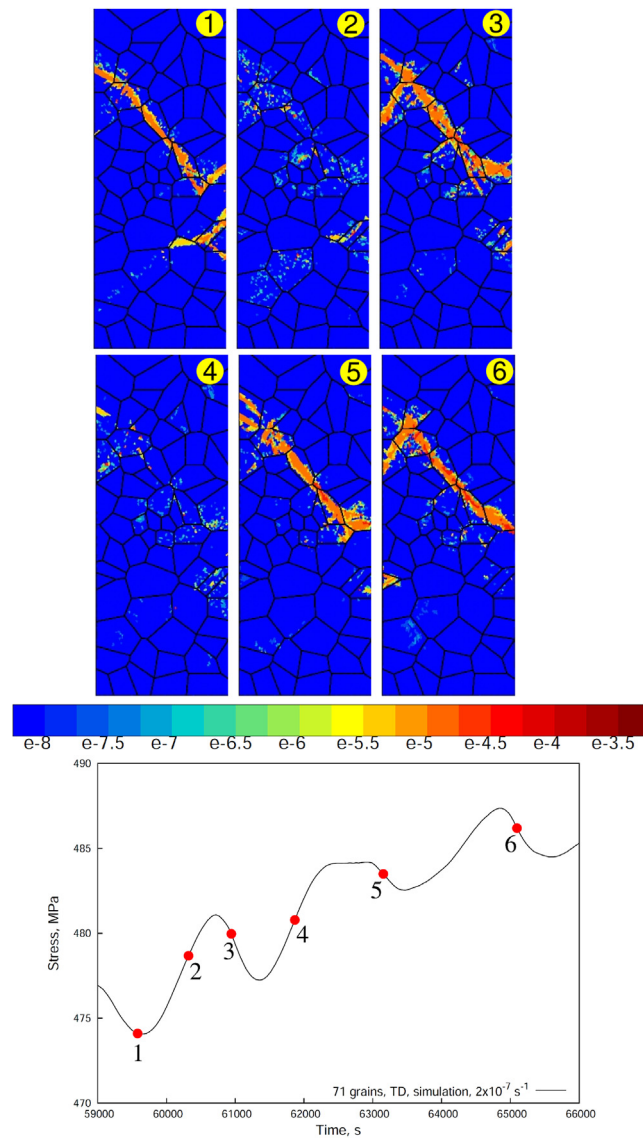 1 2 3
4 5 6
e-8 e-7.5 e-7 e-6.5 e-6 e-5.5 e-5 e-4.5 e-4 e-3.5
490
485
480
475
470
Stress, MPa
1
2
3
4
5
6
71 grains, TD, simulation, 2x10⁻⁷ s⁻¹
59000 60000 61000 62000 63000 64000 65000 66000
Time, s